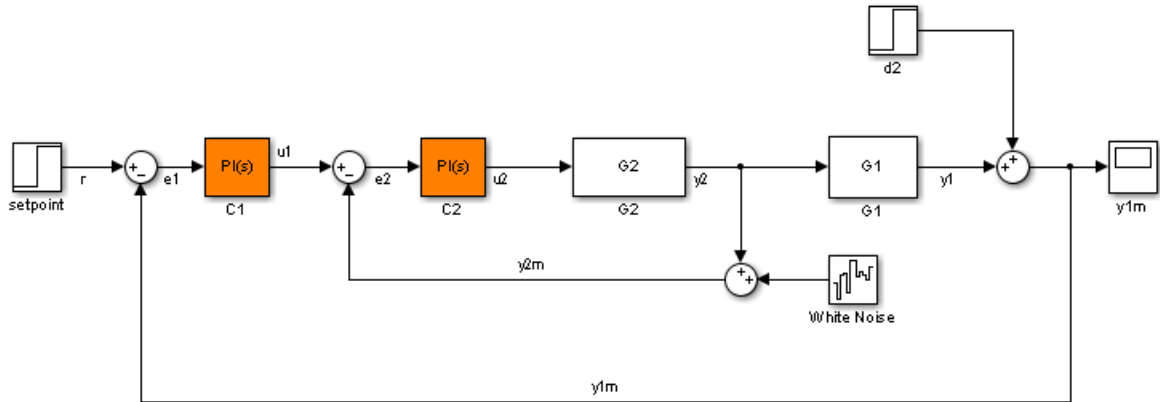 d2
setpoint
r
+
−
e1
PI(s)
C1
u1
+
−
e2
PI(s)
C2
u2
G2
G2
y2
G1
G1
y1
+
+
y1m
y2m
+
+
White Noise
y1m